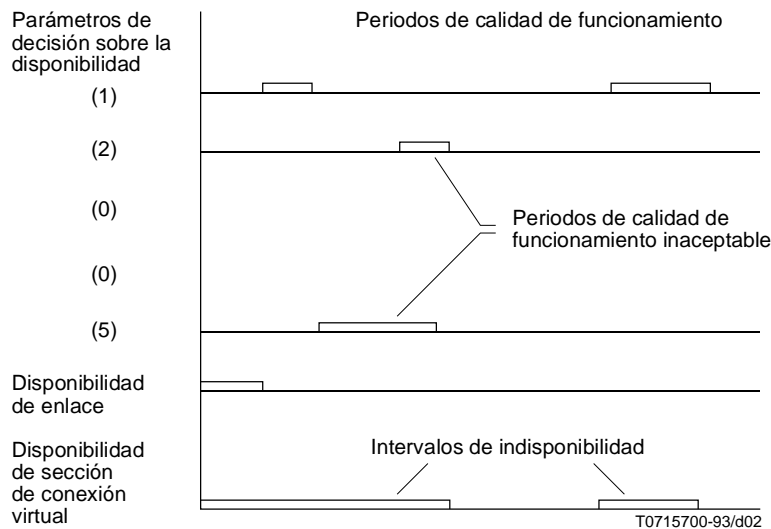 Parámetros de
decisión sobre la
disponibilidad
Periodos de calidad de funcionamiento
(1)
(2)
(0)
Periodos de calidad de
funcionamiento inaceptable
(0)
(5)
Disponibilidad
de enlace
Disponibilidad
de sección
de conexión
virtual
Intervalos de indisponibilidad
T0715700-93/d02